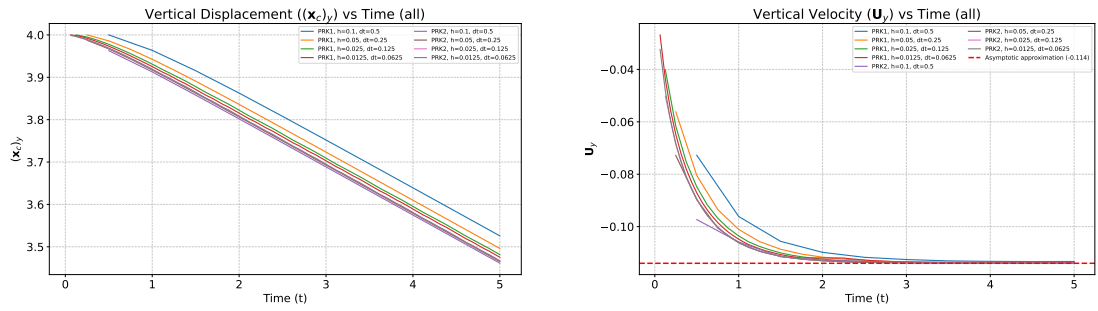 Vertical Displacement ((x_c)_y) vs Time (all)
4.0
3.9
3.8
3.7
3.6
3.5
(x_c)_y
0
1
2
3
4
5
Time (t)
PRK1, h=0.1, dt=0.5
PRK1, h=0.05, dt=0.25
PRK1, h=0.025, dt=0.125
PRK1, h=0.0125, dt=0.0625
PRK2, h=0.1, dt=0.5
PRK2, h=0.05, dt=0.25
PRK2, h=0.025, dt=0.125
PRK2, h=0.0125, dt=0.0625
Vertical Velocity (U_y) vs Time (all)
−0.04
−0.06
−0.08
−0.10
U_y
0
1
2
3
4
5
Time (t)
PRK1, h=0.1, dt=0.5
PRK1, h=0.05, dt=0.25
PRK1, h=0.025, dt=0.125
PRK1, h=0.0125, dt=0.0625
PRK2, h=0.1, dt=0.5
PRK2, h=0.05, dt=0.25
PRK2, h=0.025, dt=0.125
PRK2, h=0.0125, dt=0.0625
Asymptotic approximation (-0.114)